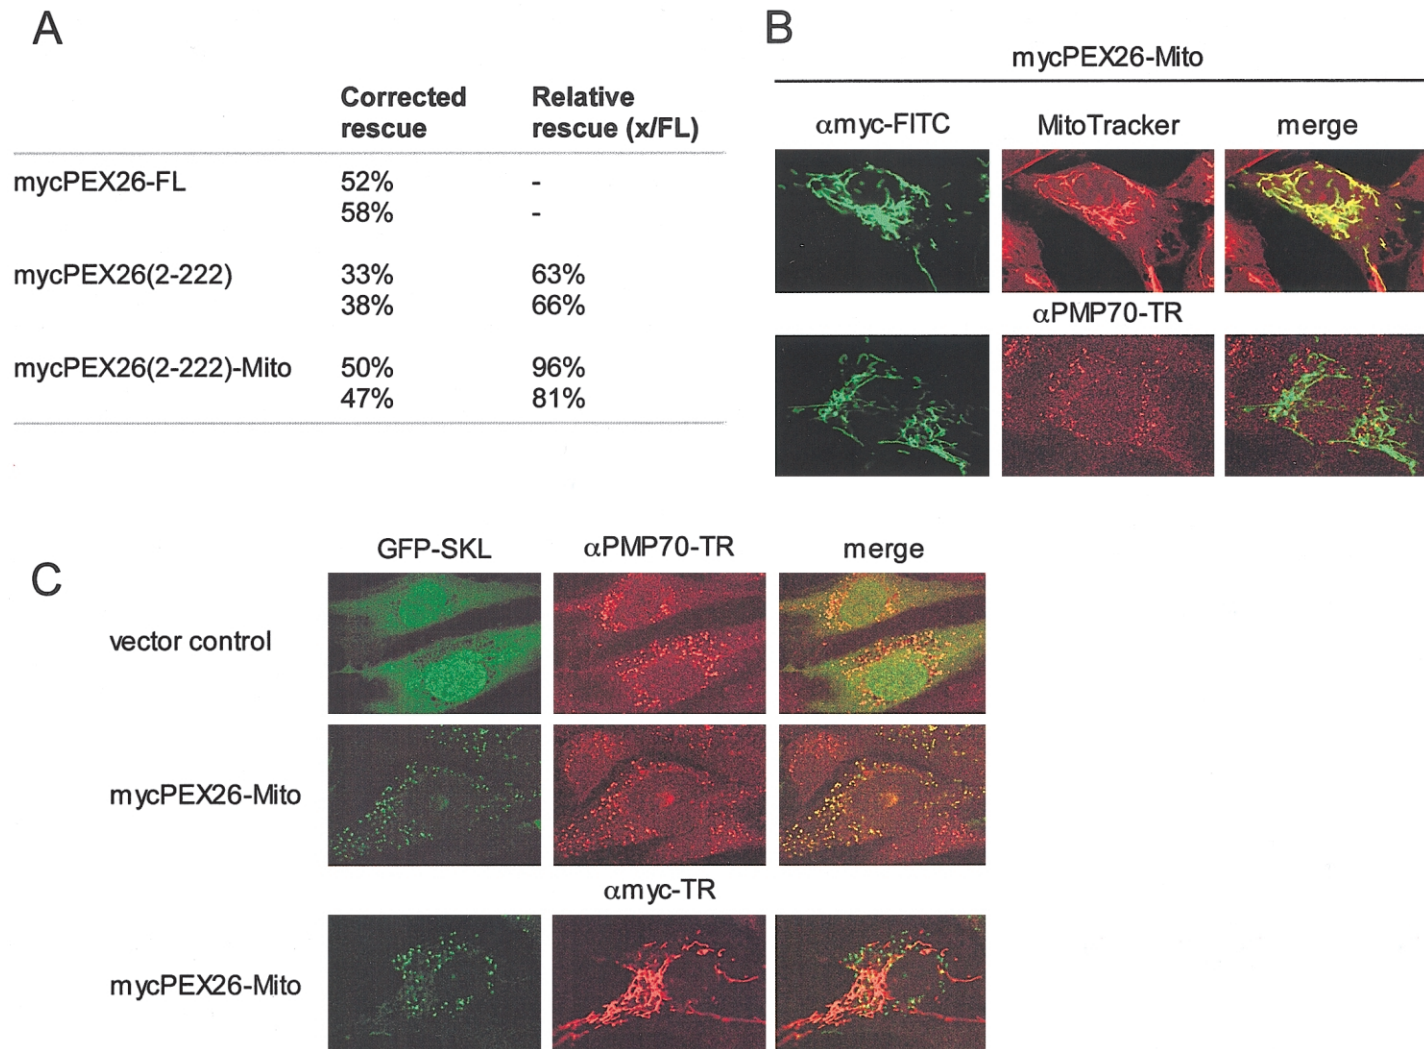 A
Corrected rescue
Relative rescue (x/FL)
mycPEX26-FL 52% -
58% -
mycPEX26(2-222) 33% 63%
38% 66%
mycPEX26(2-222)-Mito 50% 96%
47% 81%
B
mycPEX26-Mito
αmyc-FITC MitoTracker merge
αPMP70-TR
C
GFP-SKL αPMP70-TR merge
vector control
mycPEX26-Mito
αmyc-TR
mycPEX26-Mito